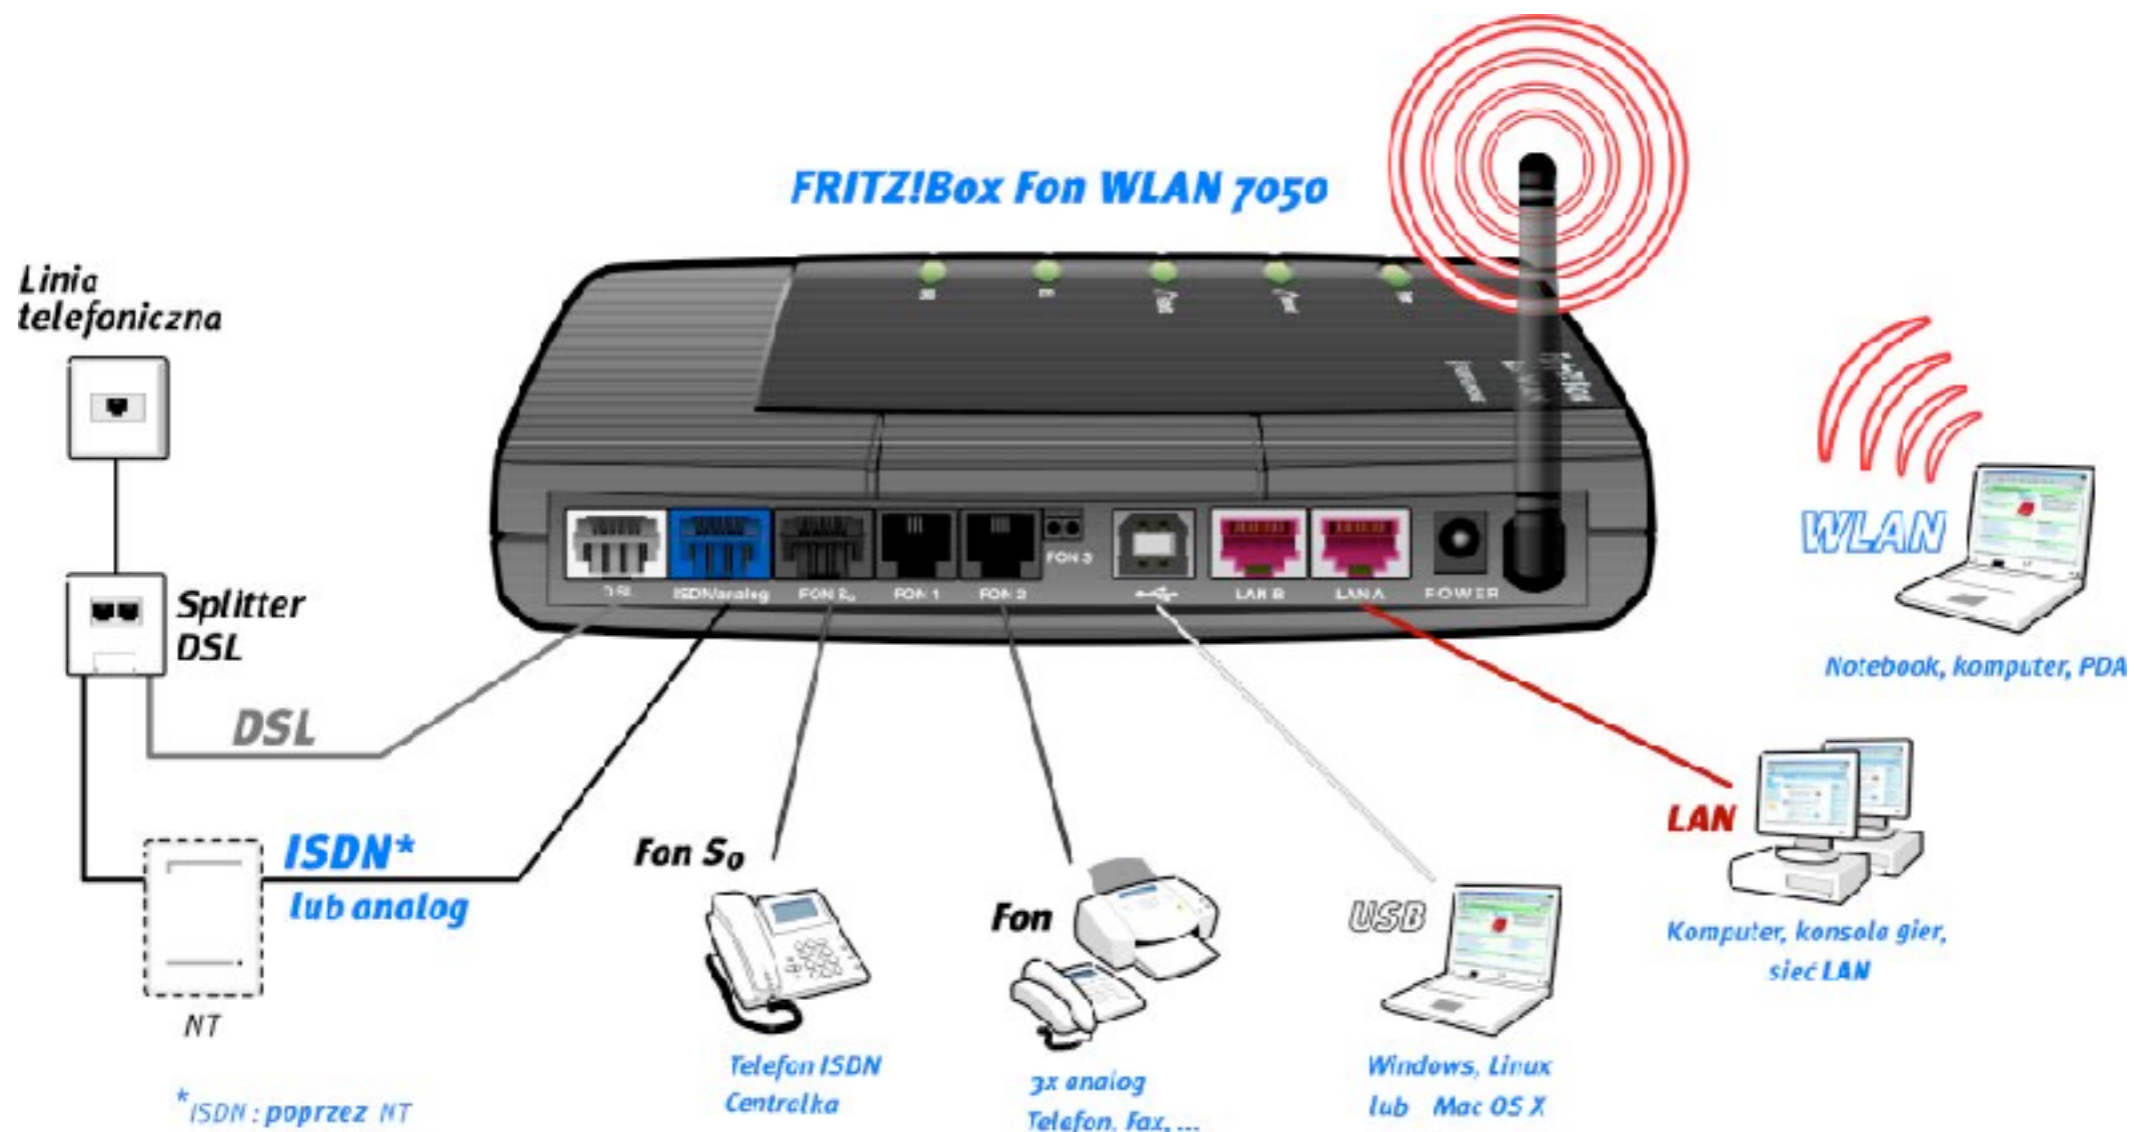 FRITZ!Box Fon WLAN 7050
Linia
telefoniczna
Splitter
DSL
DSL
ISDN*
lub analog
NT
*ISDN : poprzez NT
ISDN/analog
FON S₀
FON 1
FON 2
FON 3
LAN B
LAN A
POWER
Fon S₀
Telefon ISDN
Centralka
Fon
3x analog
Telefon, Fax, ...
USB
Windows, Linux
lub Mac OS X
LAN
Komputer, konsola gier,
sieć LAN
WLAN
Notebook, komputer, PDA